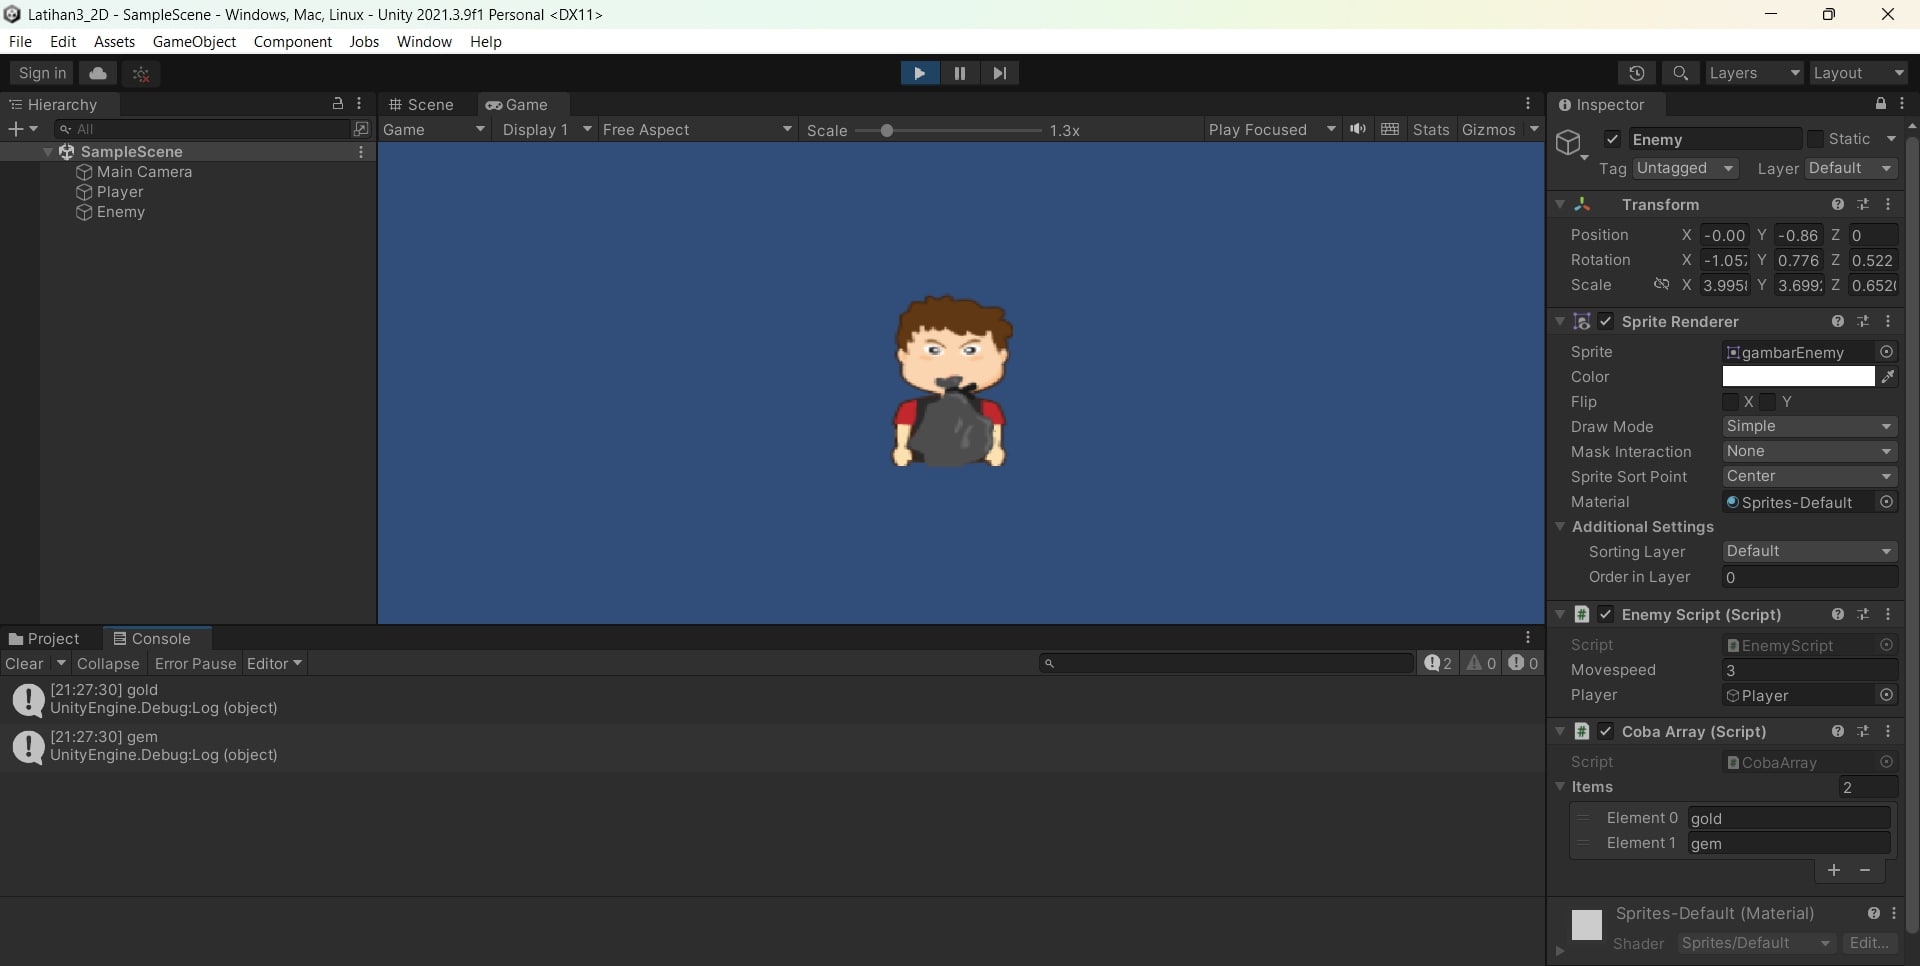 Latihan3_2D - SampleScene - Windows, Mac, Linux - Unity 2021.3.9f1 Personal <DX11>
File Edit Assets GameObject Component Jobs Window Help
Sign in
Layers
Layout
Hierarchy
All
SampleScene
Main Camera
Player
Enemy
Scene
Game
Game
Display 1
Free Aspect
Scale
1.3x
Play Focused
Stats
Gizmos
Project
Console
Clear
Collapse
Error Pause
Editor
2
0
0
[21:27:30] gold
UnityEngine.Debug:Log (object)
[21:27:30] gem
UnityEngine.Debug:Log (object)
Inspector
Enemy
Static
Tag Untagged
Layer Default
Transform
Position X -0.00 Y -0.86 Z 0
Rotation X -1.057 Y 0.776 Z 0.522
Scale X 3.995 Y 3.699 Z 0.652
Sprite Renderer
Sprite gambarEnemy
Color
Flip X Y
Draw Mode Simple
Mask Interaction None
Sprite Sort Point Center
Material Sprites-Default
Additional Settings
Sorting Layer Default
Order in Layer 0
# Enemy Script (Script)
Script # EnemyScript
Movespeed 3
Player Player
# Coba Array (Script)
Script # CobaArray
Items 2
Element 0 gold
Element 1 gem
+ −
Sprites-Default (Material)
Shader Sprites/Default Edit...